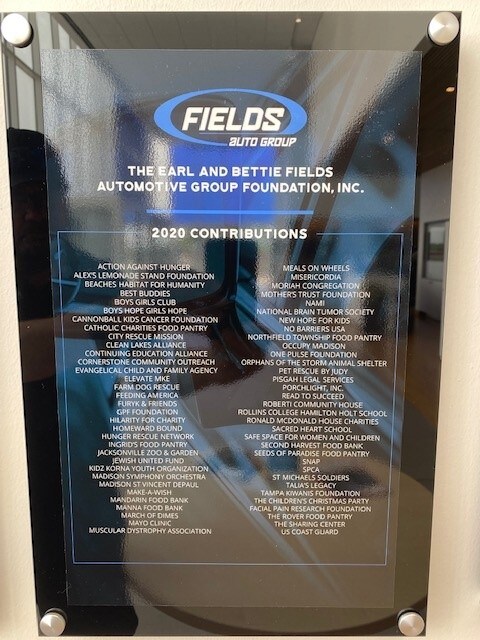 FIELDS
AUTO GROUP
THE EARL AND BETTIE FIELDS
AUTOMOTIVE GROUP FOUNDATION, INC.
2020 CONTRIBUTIONS
ACTION AGAINST HUNGER
ALEX'S LEMONADE STAND FOUNDATION
BEACHES HABITAT FOR HUMANITY
BEST BUDDIES
BOYS GIRLS CLUB
BOYS HOPE GIRLS HOPE
CANNONBALL KIDS CANCER FOUNDATION
CATHOLIC CHARITIES FOOD PANTRY
CITY RESCUE MISSION
CLEAN LAKES ALLIANCE
CONTINUING EDUCATION ALLIANCE
CORNERSTONE COMMUNITY OUTREACH
EVANGELICAL CHILD AND FAMILY AGENCY
ELEVATE MKE
FARM DOG RESCUE
FEEDING AMERICA
FURYK & FRIENDS
GPF FOUNDATION
HILARITY FOR CHARITY
HOMEWARD BOUND
HUNGER RESCUE NETWORK
INGRID'S FOOD PANTRY
JACKSONVILLE ZOO & GARDEN
JEWISH UNITED FUND
KIDZ KORNA YOUTH ORGANIZATION
MADISON SYMPHONY ORCHESTRA
MADISON ST VINCENT DEPAUL
MAKE-A-WISH
MANDARIN FOOD BANK
MANNA FOOD BANK
MARCH OF DIMES
MAYO CLINIC
MUSCULAR DYSTROPHY ASSOCIATION
MEALS ON WHEELS
MISERICORDIA
MORIAH CONGREGATION
MOTHER'S TRUST FOUNDATION
NAMI
NATIONAL BRAIN TUMOR SOCIETY
NEW HOPE FOR KIDS
NO BARRIERS USA
NORTHFIELD TOWNSHIP FOOD PANTRY
OCCUPY MADISON
ONE PULSE FOUNDATION
ORPHANS OF THE STORM ANIMAL SHELTER
PET RESCUE BY JUDY
PISGAH LEGAL SERVICES
PORCHLIGHT, INC.
READ TO SUCCEED
ROBERTI COMMUNITY HOUSE
ROLLINS COLLEGE HAMILTON HOLT SCHOOL
RONALD MCDONALD HOUSE CHARITIES
SACRED HEART SCHOOL
SAFE SPACE FOR WOMEN AND CHILDREN
SECOND HARVEST FOOD BANK
SEEDS OF PARADISE FOOD PANTRY
SNAP
SPCA
ST MICHAELS SOLDIERS
TALIA'S LEGACY
TAMPA KIWANIS FOUNDATION
THE CHILDREN'S CHRISTMAS PARTY
FACIAL PAIN RESEARCH FOUNDATION
THE ROVER FOOD PANTRY
THE SHARING CENTER
US COAST GUARD